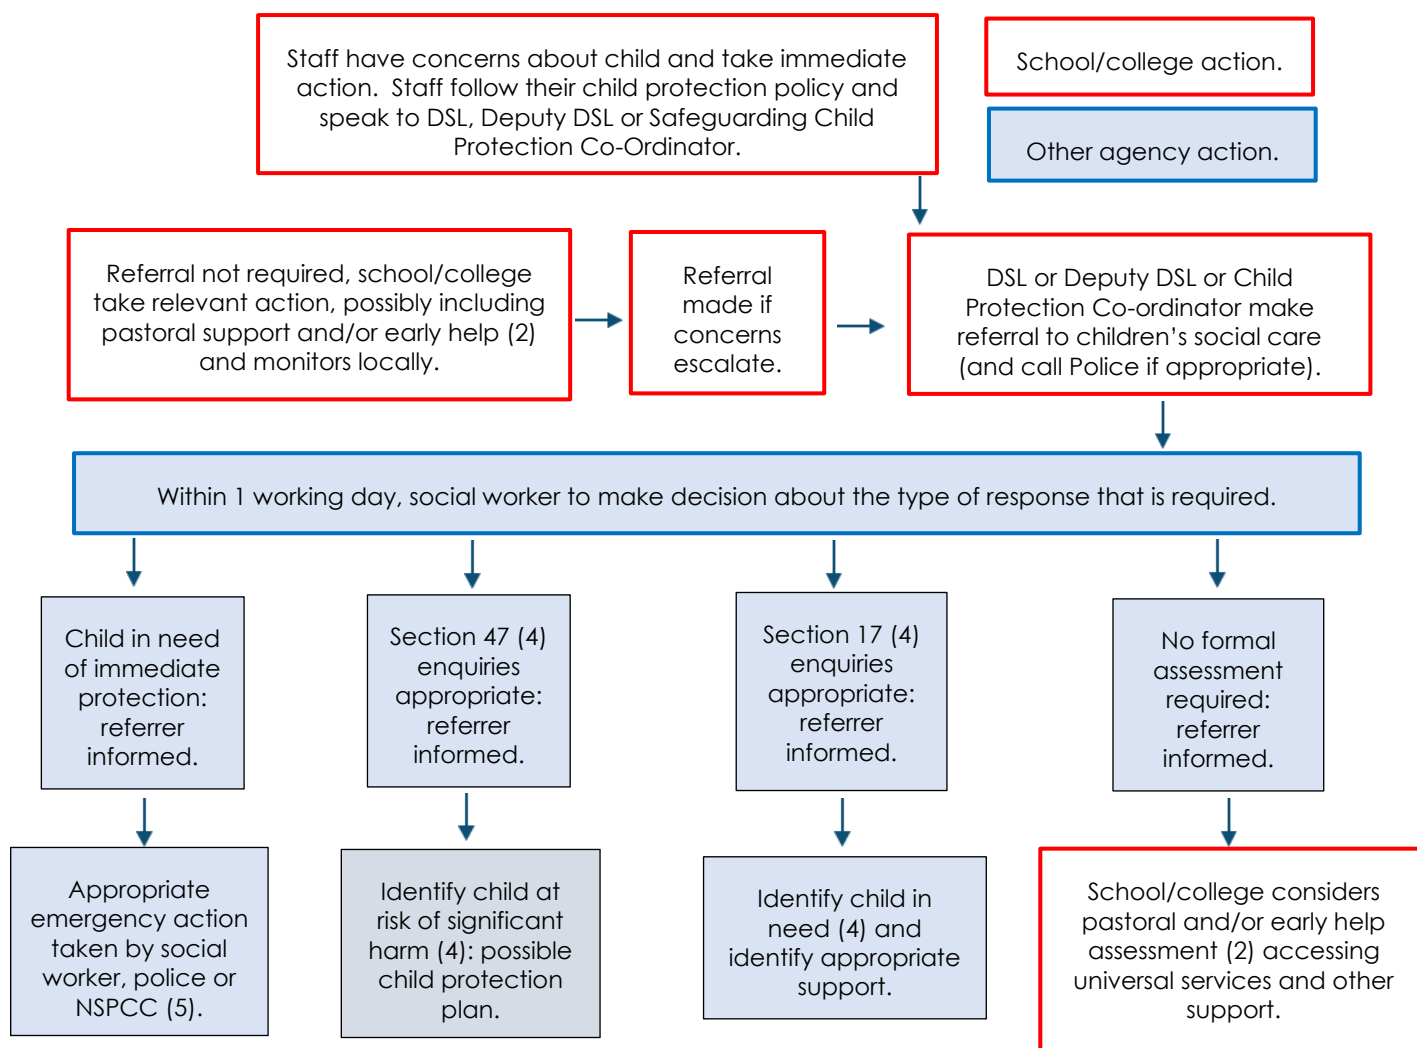 Staff have concerns about child and take immediate
action.  Staff follow their child protection policy and
speak to DSL, Deputy DSL or Safeguarding Child
Protection Co-Ordinator.
School/college action.
Other agency action.
Referral not required, school/college
take relevant action, possibly including
pastoral support and/or early help (2)
and monitors locally.
Referral
made if
concerns
escalate.
DSL or Deputy DSL or Child
Protection Co-ordinator make
referral to children’s social care
(and call Police if appropriate).
Within 1 working day, social worker to make decision about the type of response that is required.
Child in need
of immediate
protection:
referrer
informed.
Section 47 (4)
enquiries
appropriate:
referrer
informed.
Section 17 (4)
enquiries
appropriate:
referrer
informed.
No formal
assessment
required:
referrer
informed.
Appropriate
emergency action
taken by social
worker, police or
NSPCC (5).
Identify child at
risk of significant
harm (4): possible
child protection
plan.
Identify child in
need (4) and
identify appropriate
support.
School/college considers
pastoral and/or early help
assessment (2) accessing
universal services and other
support.